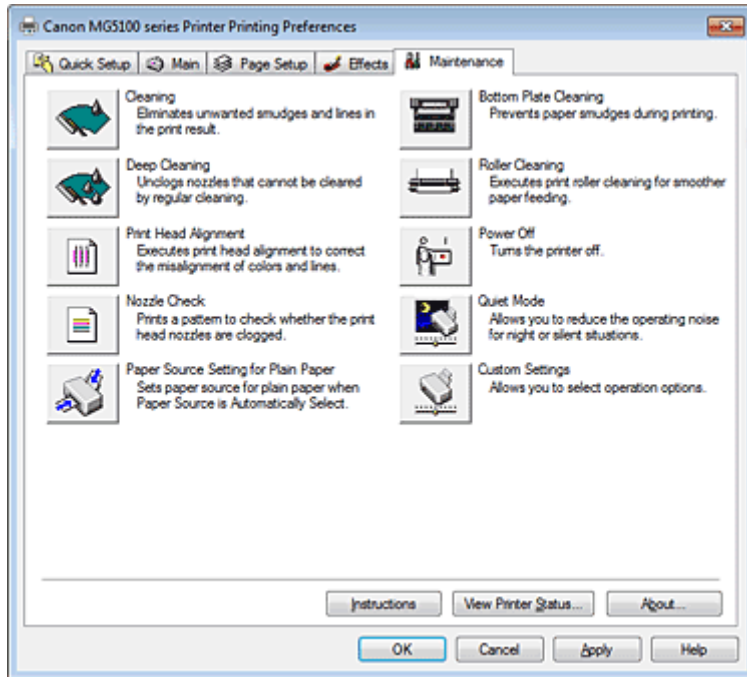 Canon MG5100 series Printer Printing Preferences
Quick Setup Main Page Setup Effects Maintenance
Cleaning
Eliminates unwanted smudges and lines in
the print result.
Bottom Plate Cleaning
Prevents paper smudges during printing.
Deep Cleaning
Unclogs nozzles that cannot be cleared
by regular cleaning.
Roller Cleaning
Executes print roller cleaning for smoother
paper feeding.
Print Head Alignment
Executes print head alignment to correct
the misalignment of colors and lines.
Power Off
Turns the printer off.
Nozzle Check
Prints a pattern to check whether the print
head nozzles are clogged.
Quiet Mode
Allows you to reduce the operating noise
for night or silent situations.
Paper Source Setting for Plain Paper
Sets paper source for plain paper when
Paper Source is Automatically Select.
Custom Settings
Allows you to select operation options.
Instructions View Printer Status... About...
OK Cancel Apply Help